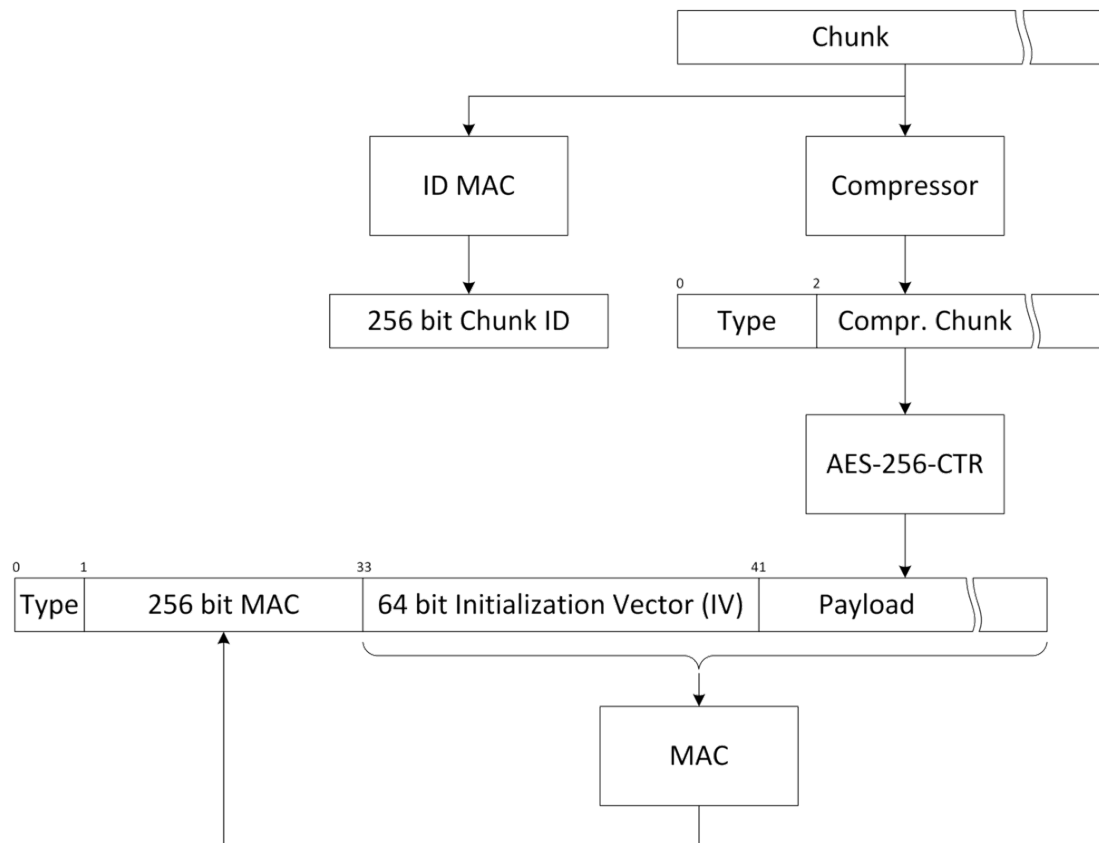 Chunk
ID MAC
Compressor
0 2
256 bit Chunk ID
Type Compr. Chunk
AES-256-CTR
0 1 33 41
Type 256 bit MAC 64 bit Initialization Vector (IV) Payload
MAC